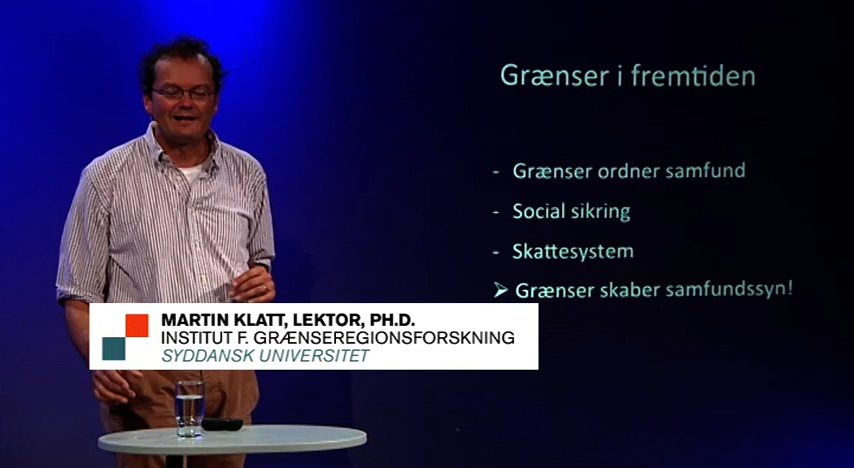 Grænser i fremtiden
- Grænser ordner samfund
- Social sikring
- Skattesystem
➢ Grænser skaber samfundssyn!
MARTIN KLATT, LEKTOR, PH.D.
INSTITUT F. GRÆNSEREGIONSFORSKNING
SYDDANSK UNIVERSITET